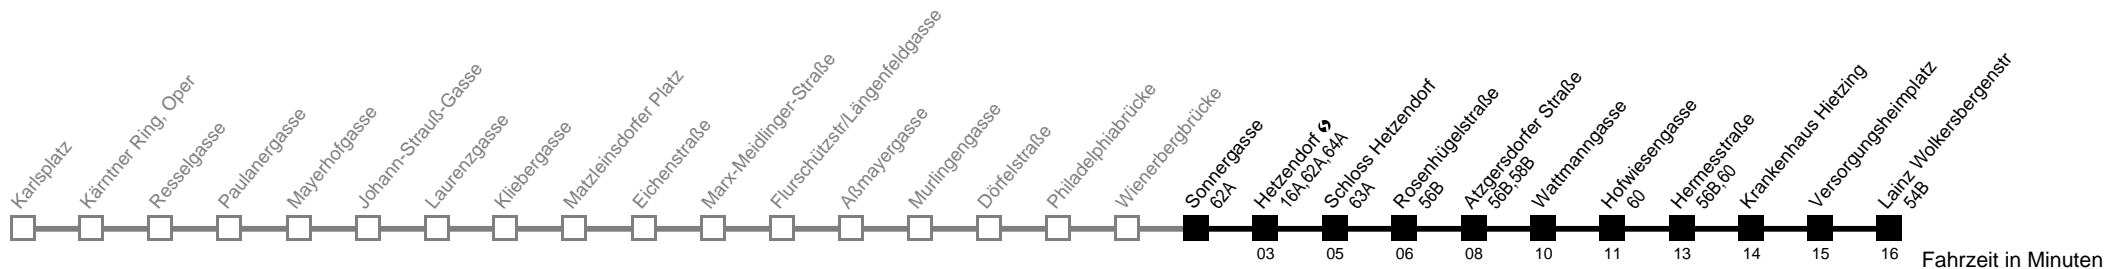 Karlsplatz
Kärntner Ring, Oper
Resselgasse
Paulanergasse
Mayerhofgasse
Johann-Strauß-Gasse
Laurenzgasse
Kliebergasse
Matzleinsdorfer Platz
Eichenstraße
Marx-Meidlinger-Straße
Flurschützstr/Längenfeldgasse
Aßmayergasse
Murlingengasse
Dörfelstraße
Philadelphiabrücke
Wienerbergbrücke
Sonnergasse
62A
Hetzendorf
16A,62A,64A
Schloss Hetzendorf
63A
Rosenhügelstraße
56B
Atzgersdorfer Straße
56B,58B
Wattmanngasse
Hofwiesengasse
60
Hermesstraße
56B,60
Krankenhaus Hietzing
Versorgungsheimplatz
Lainz Wolkersbergenstr
54B
03 05 06 08 10 11 13 14 15 16
Fahrzeit in Minuten